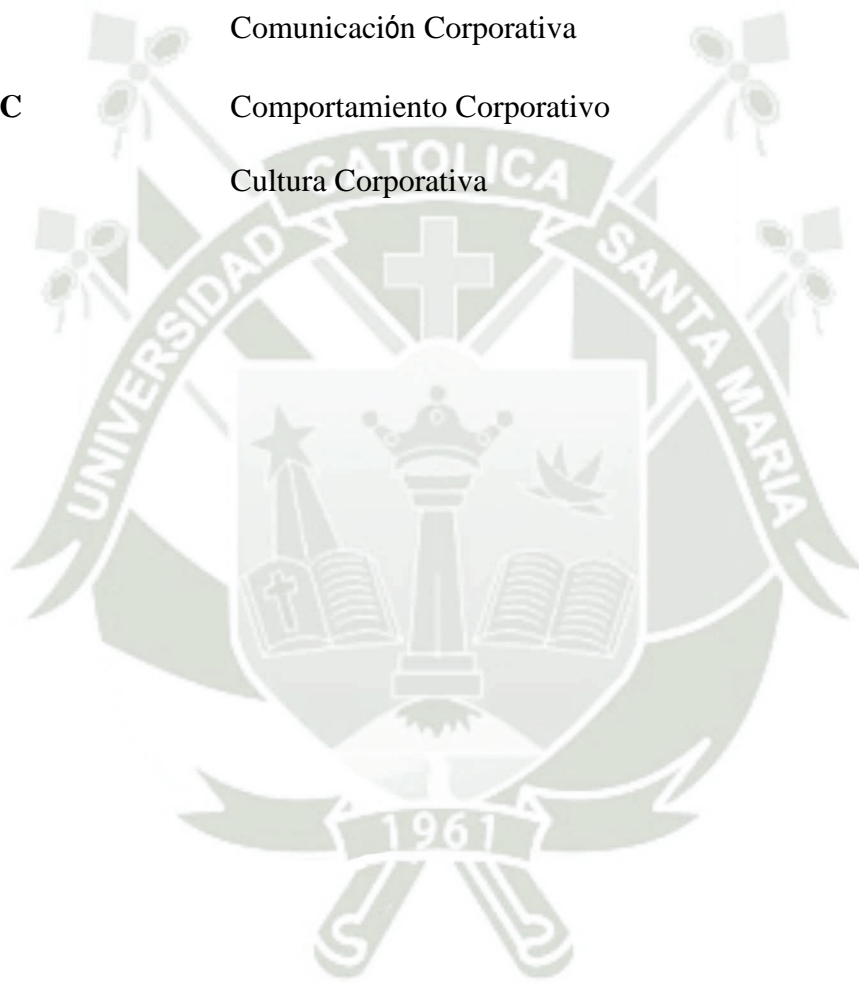 Comunicación Corporativa
C Comportamiento Corporativo
Cultura Corporativa
UNIVERSIDAD CATOLICA SANTA MARIA
1961